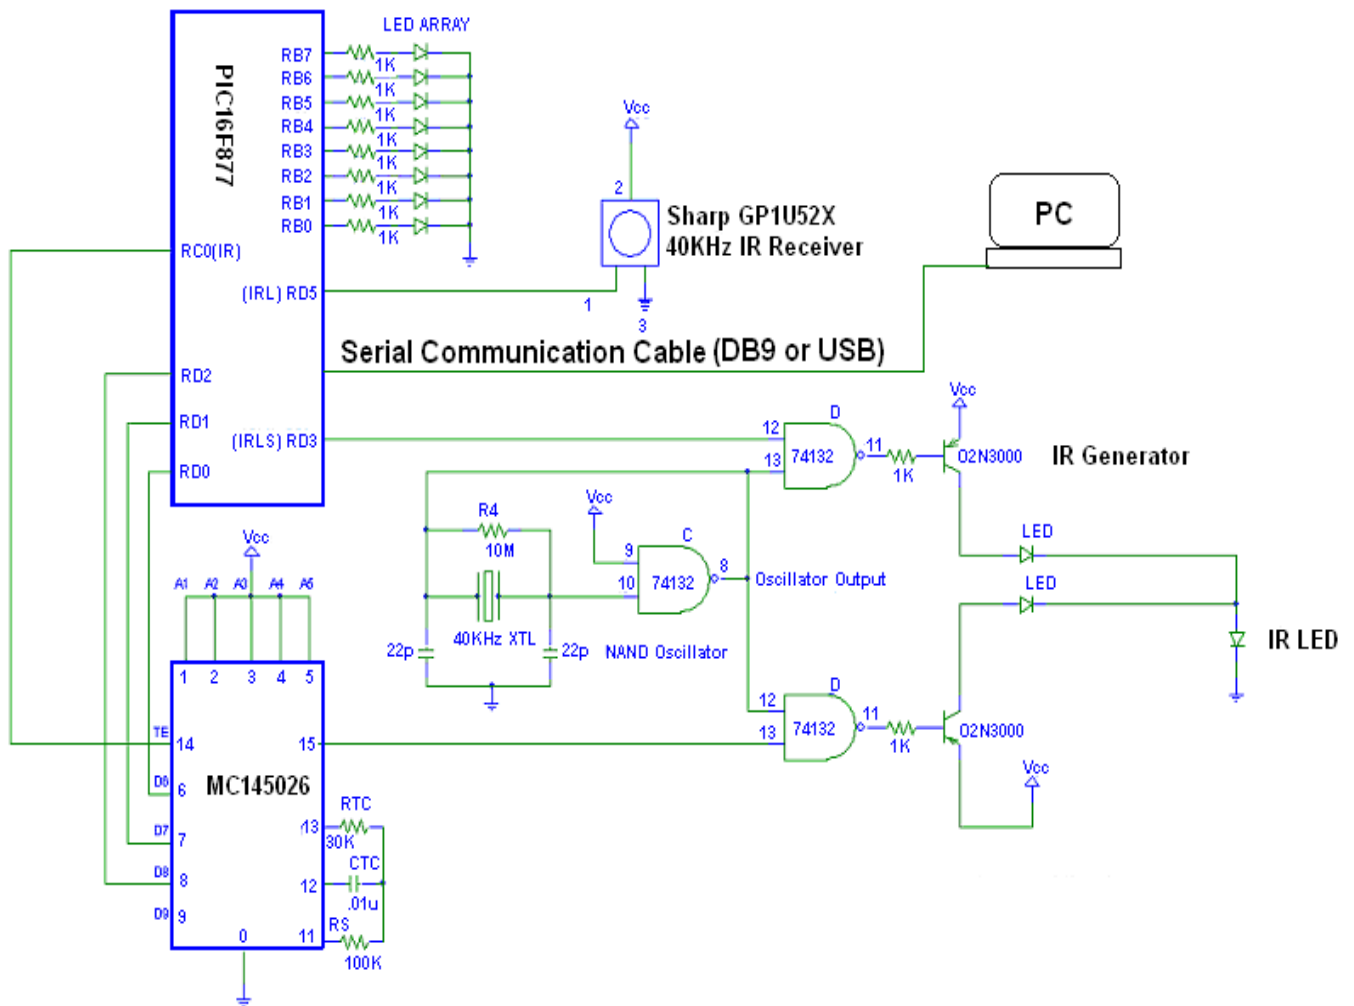 LED ARRAY
PIC16F877
RB7
1K
RB6
1K
RB5
1K
RB4
1K
RB3
1K
RB2
1K
RB1
1K
RB0
1K
Vcc
2
Sharp GP1U52X
40KHz IR Receiver
1
3
PC
RC0(IR)
(IRL) RD5
Serial Communication Cable (DB9 or USB)
RD2
RD1
(IRLS) RD3
RD0
12
13
D
74132
11
1K
Vcc
O2N3000
IR Generator
R4
10M
Vcc
9
10
C
74132
8
Oscillator Output
40KHz XTL
22p
22p
NAND Oscillator
LED
LED
IR LED
Vcc
A1
A2
A3
A4
A5
1
2
3
4
5
TE
14
15
D6
6
MC145026
D7
7
13
RTC
30K
D8
8
12
CTC
.01u
D9
9
0
11
RS
100K
12
13
D
74132
11
1K
O2N3000
Vcc